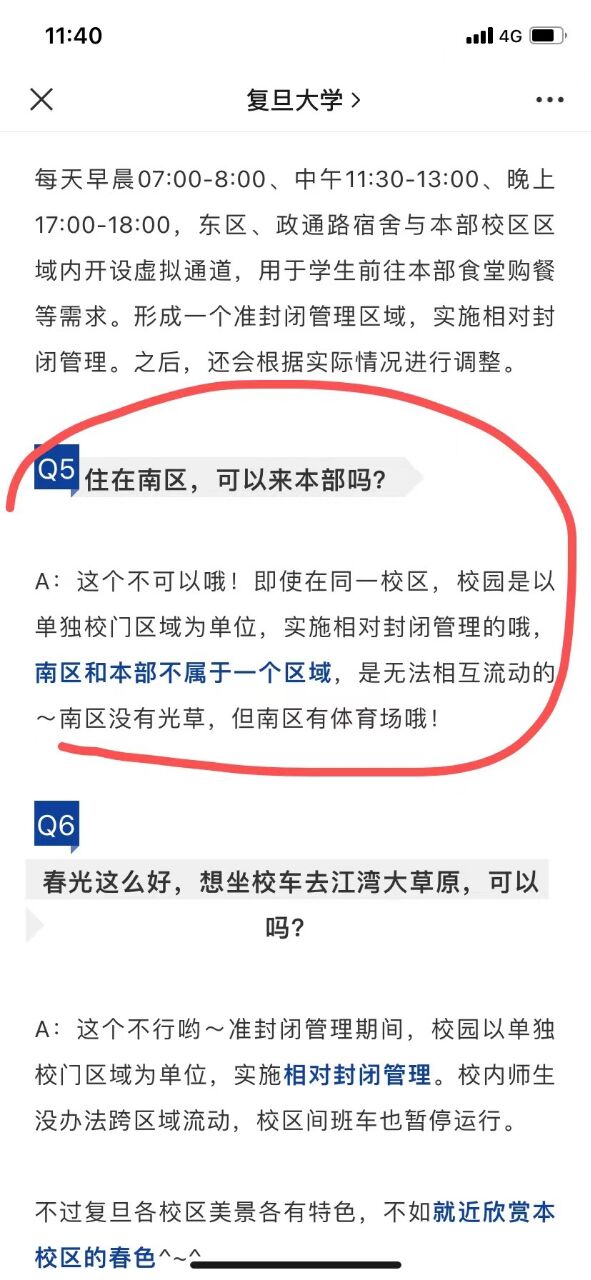 11:40
4G
复旦大学
每天早晨07:00-8:00、中午11:30-13:00、晚上
17:00-18:00，东区、政通路宿舍与本部校区区
域内开设虚拟通道，用于学生前往本部食堂购餐
等需求。形成一个准封闭管理区域，实施相对封
闭管理。之后，还会根据实际情况进行调整。
Q5
住在南区，可以来本部吗？
A：这个不可以哦！即使在同一校区，校园是以
单独校门区域为单位，实施相对封闭管理的哦，
南区和本部不属于一个区域，是无法相互流动的
～南区没有光草，但南区有体育场哦！
Q6
春光这么好，想坐校车去江湾大草原，可以
吗？
A：这个不行哟～准封闭管理期间，校园以单独
校门区域为单位，实施相对封闭管理。校内师生
没办法跨区域流动，校区间班车也暂停运行。
不过复旦各校区美景各有特色，不如就近欣赏本
校区的春色^~^